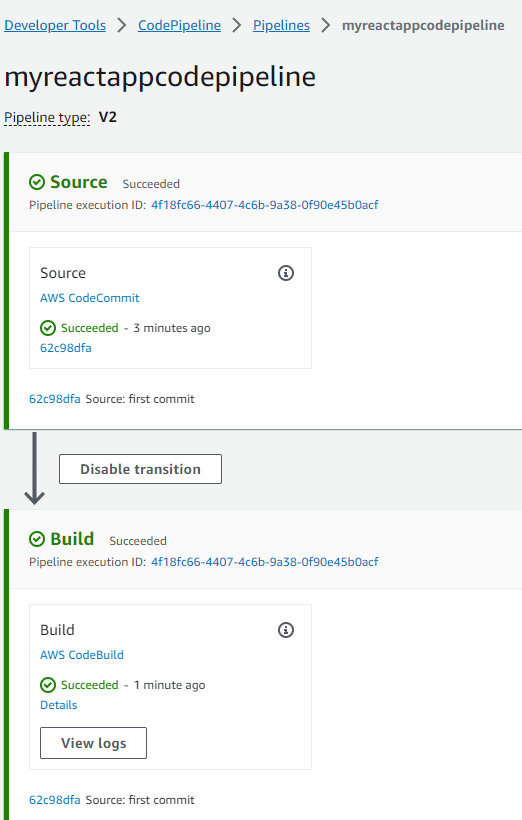 Developer Tools > CodePipeline > Pipelines > myreactappcodepipeline
myreactappcodepipeline
Pipeline type: V2
Source Succeeded
Pipeline execution ID: 4f18fc66-4407-4c6b-9a38-0f90e45b0acf
Source
AWS CodeCommit
Succeeded - 3 minutes ago
62c98dfa
62c98dfa Source: first commit
Disable transition
Build Succeeded
Pipeline execution ID: 4f18fc66-4407-4c6b-9a38-0f90e45b0acf
Build
AWS CodeBuild
Succeeded - 1 minute ago
Details
View logs
62c98dfa Source: first commit